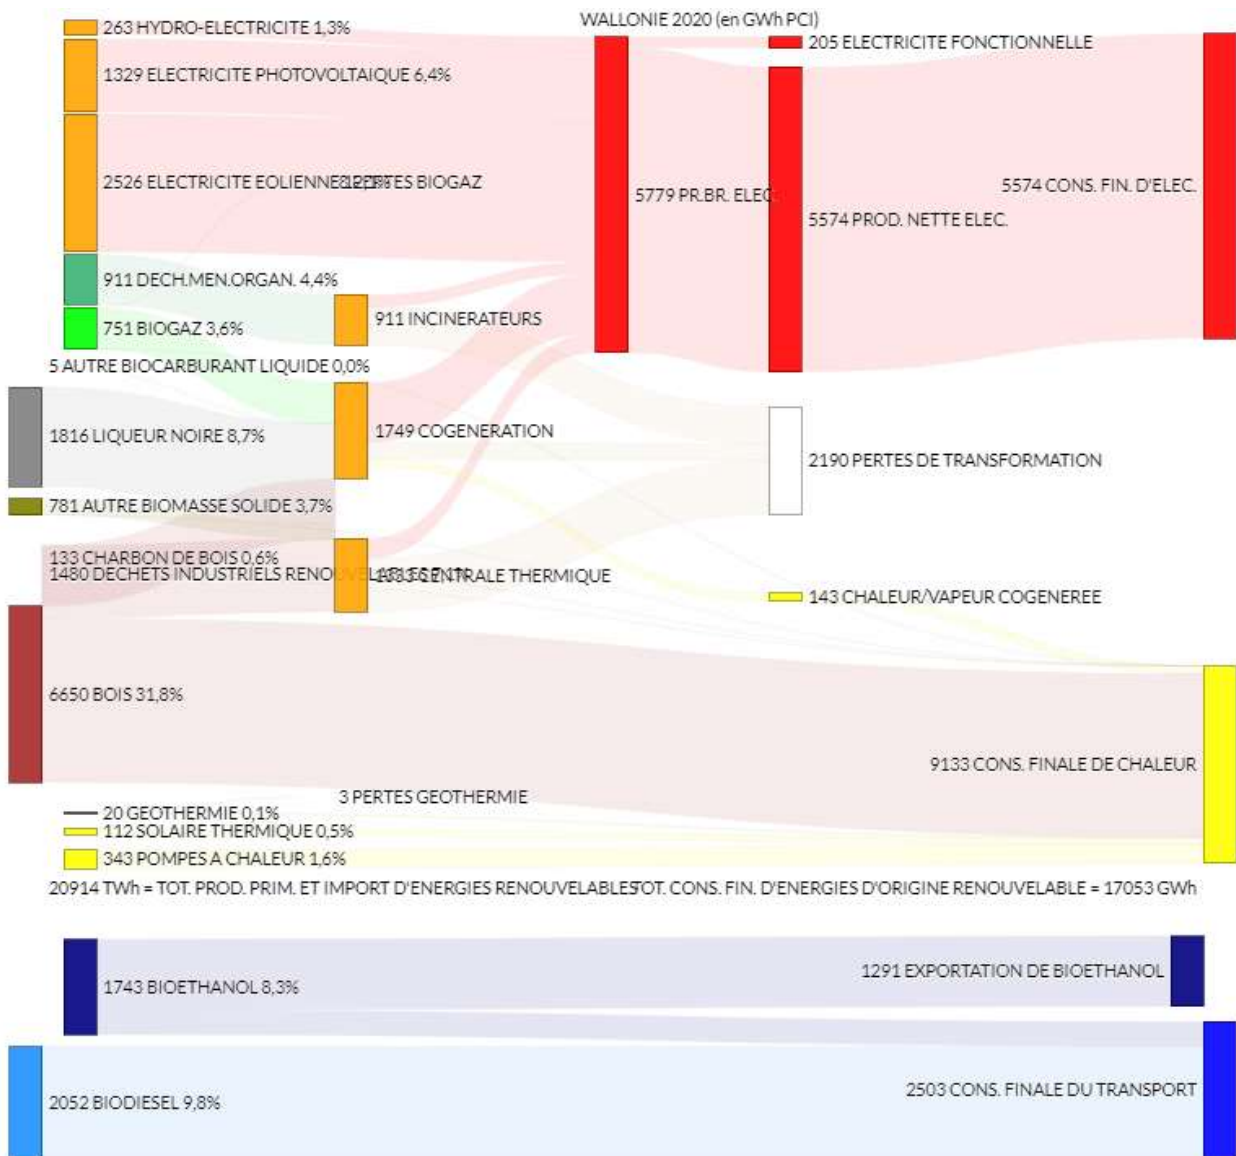 WALLONIE 2020 (en GWh PCI)
263 HYDRO-ELECTRICITE 1,3%
205 ELECTRICITE FONCTIONNELLE
1329 ELECTRICITE PHOTOVOLTAIQUE 6,4%
2526 ELECTRICITE EOLIENNE
PERTES BIOGAZ
5779 PR.BR. ELEC.
5574 PROD. NETTE ELEC.
5574 CONS. FIN. D'ELEC.
911 DECH.MEN.ORGAN. 4,4%
911 INCINERATEURS
751 BIOGAZ 3,6%
5 AUTRE BIOCARBURANT LIQUIDE 0,0%
1816 LIQUEUR NOIRE 8,7%
1749 COGENERATION
2190 PERTES DE TRANSFORMATION
781 AUTRE BIOMASSE SOLIDE 3,7%
133 CHARBON DE BOIS 0,6%
1480 DECHETS INDUSTRIELS
CENTRALE THERMIQUE
143 CHALEUR/VAPEUR COGENEREE
6650 BOIS 31,8%
9133 CONS. FINALE DE CHALEUR
3 PERTES GEOTHERMIE
20 GEOTHERMIE 0,1%
112 SOLAIRE THERMIQUE 0,5%
343 POMPES A CHALEUR 1,6%
20914 TWh = TOT. PROD. PRIM. ET IMPORT D'ENERGIES RENOUVELABLES
TOT. CONS. FIN. D'ENERGIES D'ORIGINE RENOUVELABLE = 17053 GWh
1743 BIOETHANOL 8,3%
1291 EXPORTATION DE BIOETHANOL
2052 BIODIESEL 9,8%
2503 CONS. FINALE DU TRANSPORT